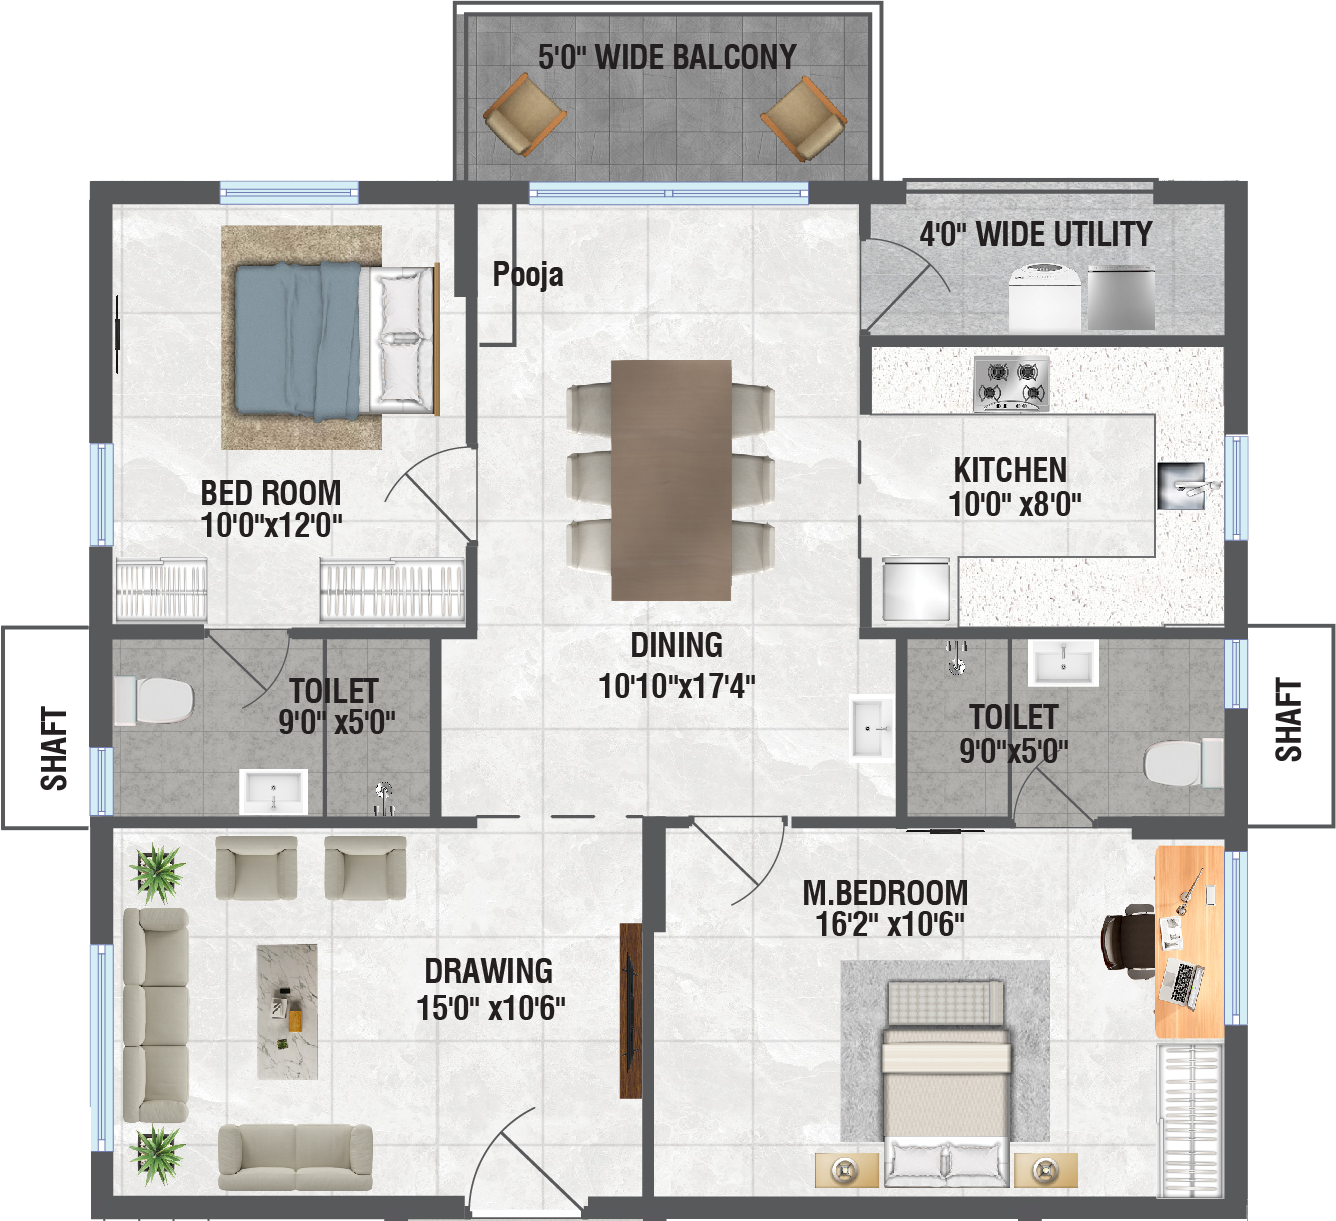 5'0" WIDE BALCONY
4'0" WIDE UTILITY
Pooja
BED ROOM
10'0"x12'0"
KITCHEN
10'0" x8'0"
DINING
10'10"x17'4"
TOILET
9'0" x5'0"
TOILET
9'0"x5'0"
SHAFT
SHAFT
M.BEDROOM
16'2" x10'6"
DRAWING
15'0" x10'6"